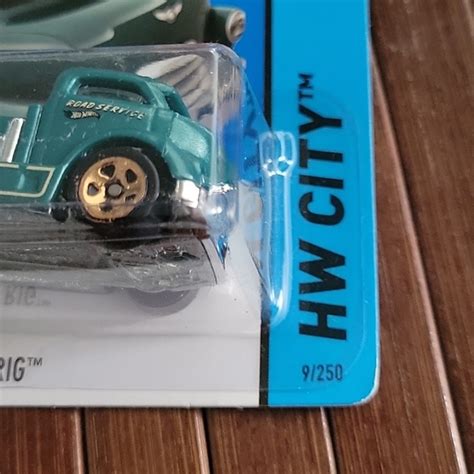 ROAD SERVICE
Hot Wheels
RIG™
HW CITY™
9/250